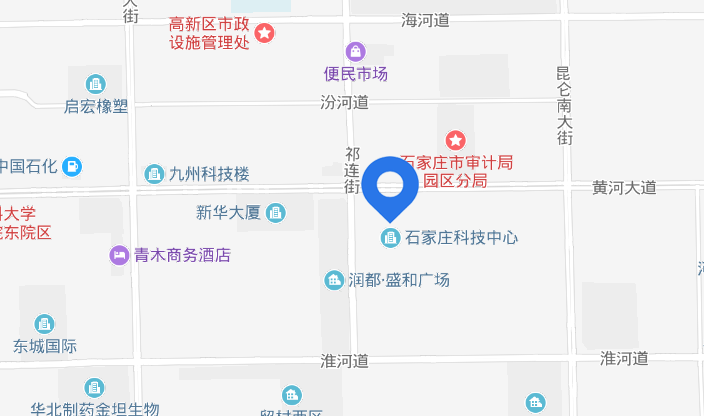 大街
海河道
高新区市政
设施管理处
便民市场
昆仑南大街
启宏橡塑
汾河道
中国石化
九州科技楼
祁连街
石家庄市审计局
园区分局
黄河大道
新华大厦
大学
院东院区
石家庄科技中心
青木商务酒店
润都·盛和广场
东城国际
淮河道
淮河道
华北制药金坦生物
留村西区